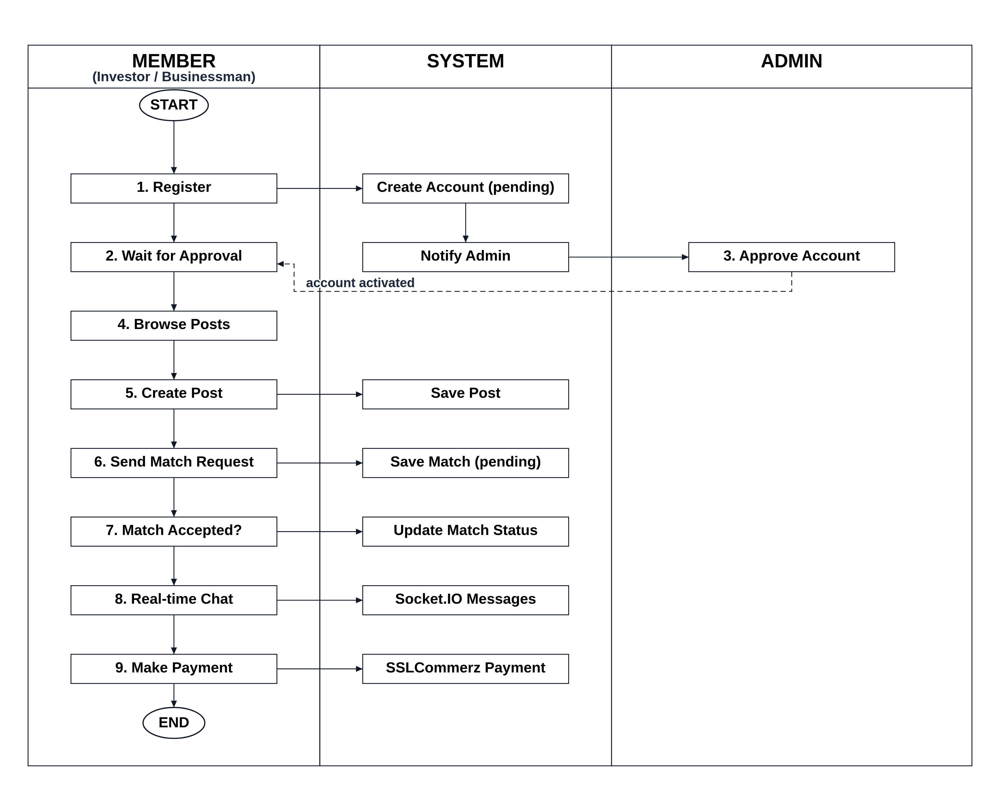 MEMBER
(Investor / Businessman)
SYSTEM
ADMIN
START
1. Register
Create Account (pending)
2. Wait for Approval
Notify Admin
3. Approve Account
account activated
4. Browse Posts
5. Create Post
Save Post
6. Send Match Request
Save Match (pending)
7. Match Accepted?
Update Match Status
8. Real-time Chat
Socket.IO Messages
9. Make Payment
SSLCommerz Payment
END